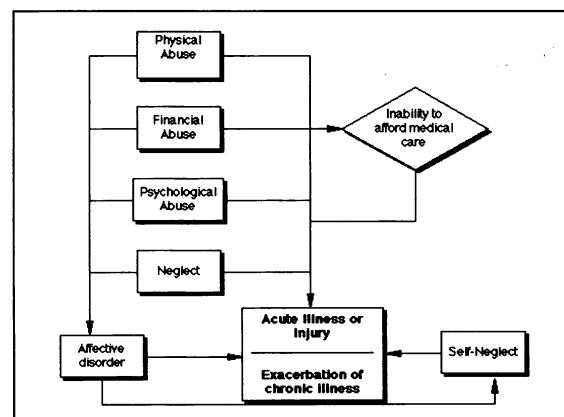 Physical
Abuse
Financial
Abuse
Inability to
afford medical
care
Psychological
Abuse
Neglect
Affective
disorder
Acute Illness or
Injury
Exacerbation of
chronic illness
Self-Neglect